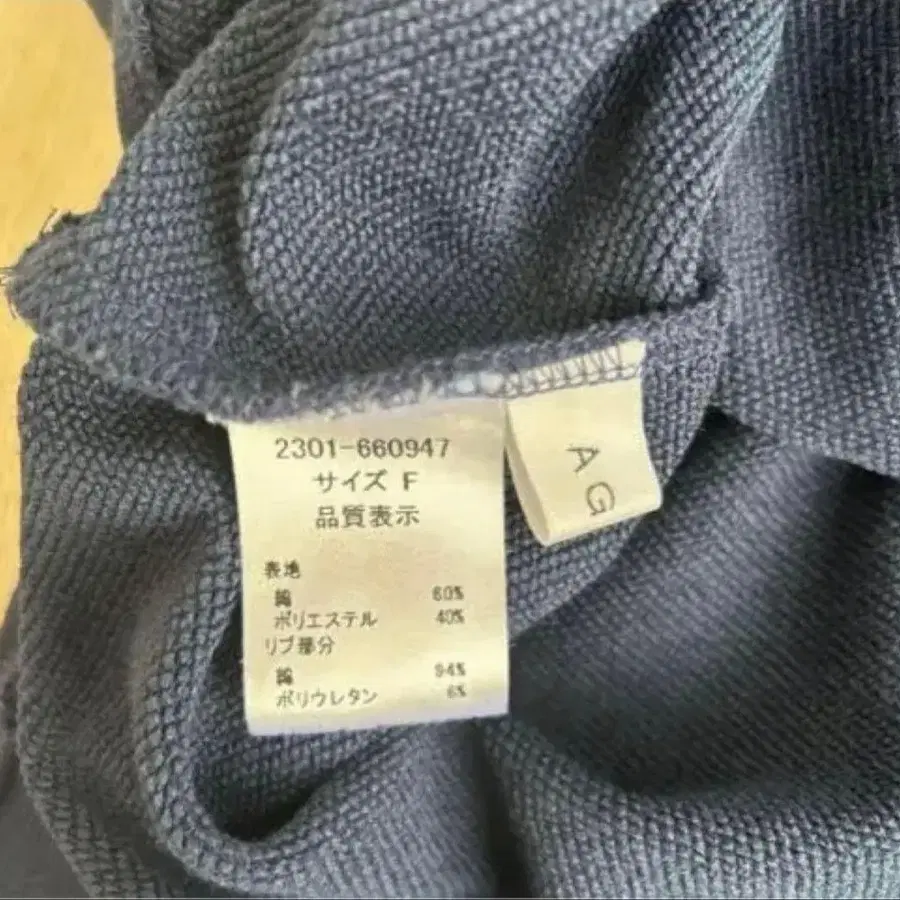 2301-660947
サイズ F
品質表示
表地
綿 60%
ポリエステル 40%
リブ部分
綿 94%
ポリウレタン 6%
A G